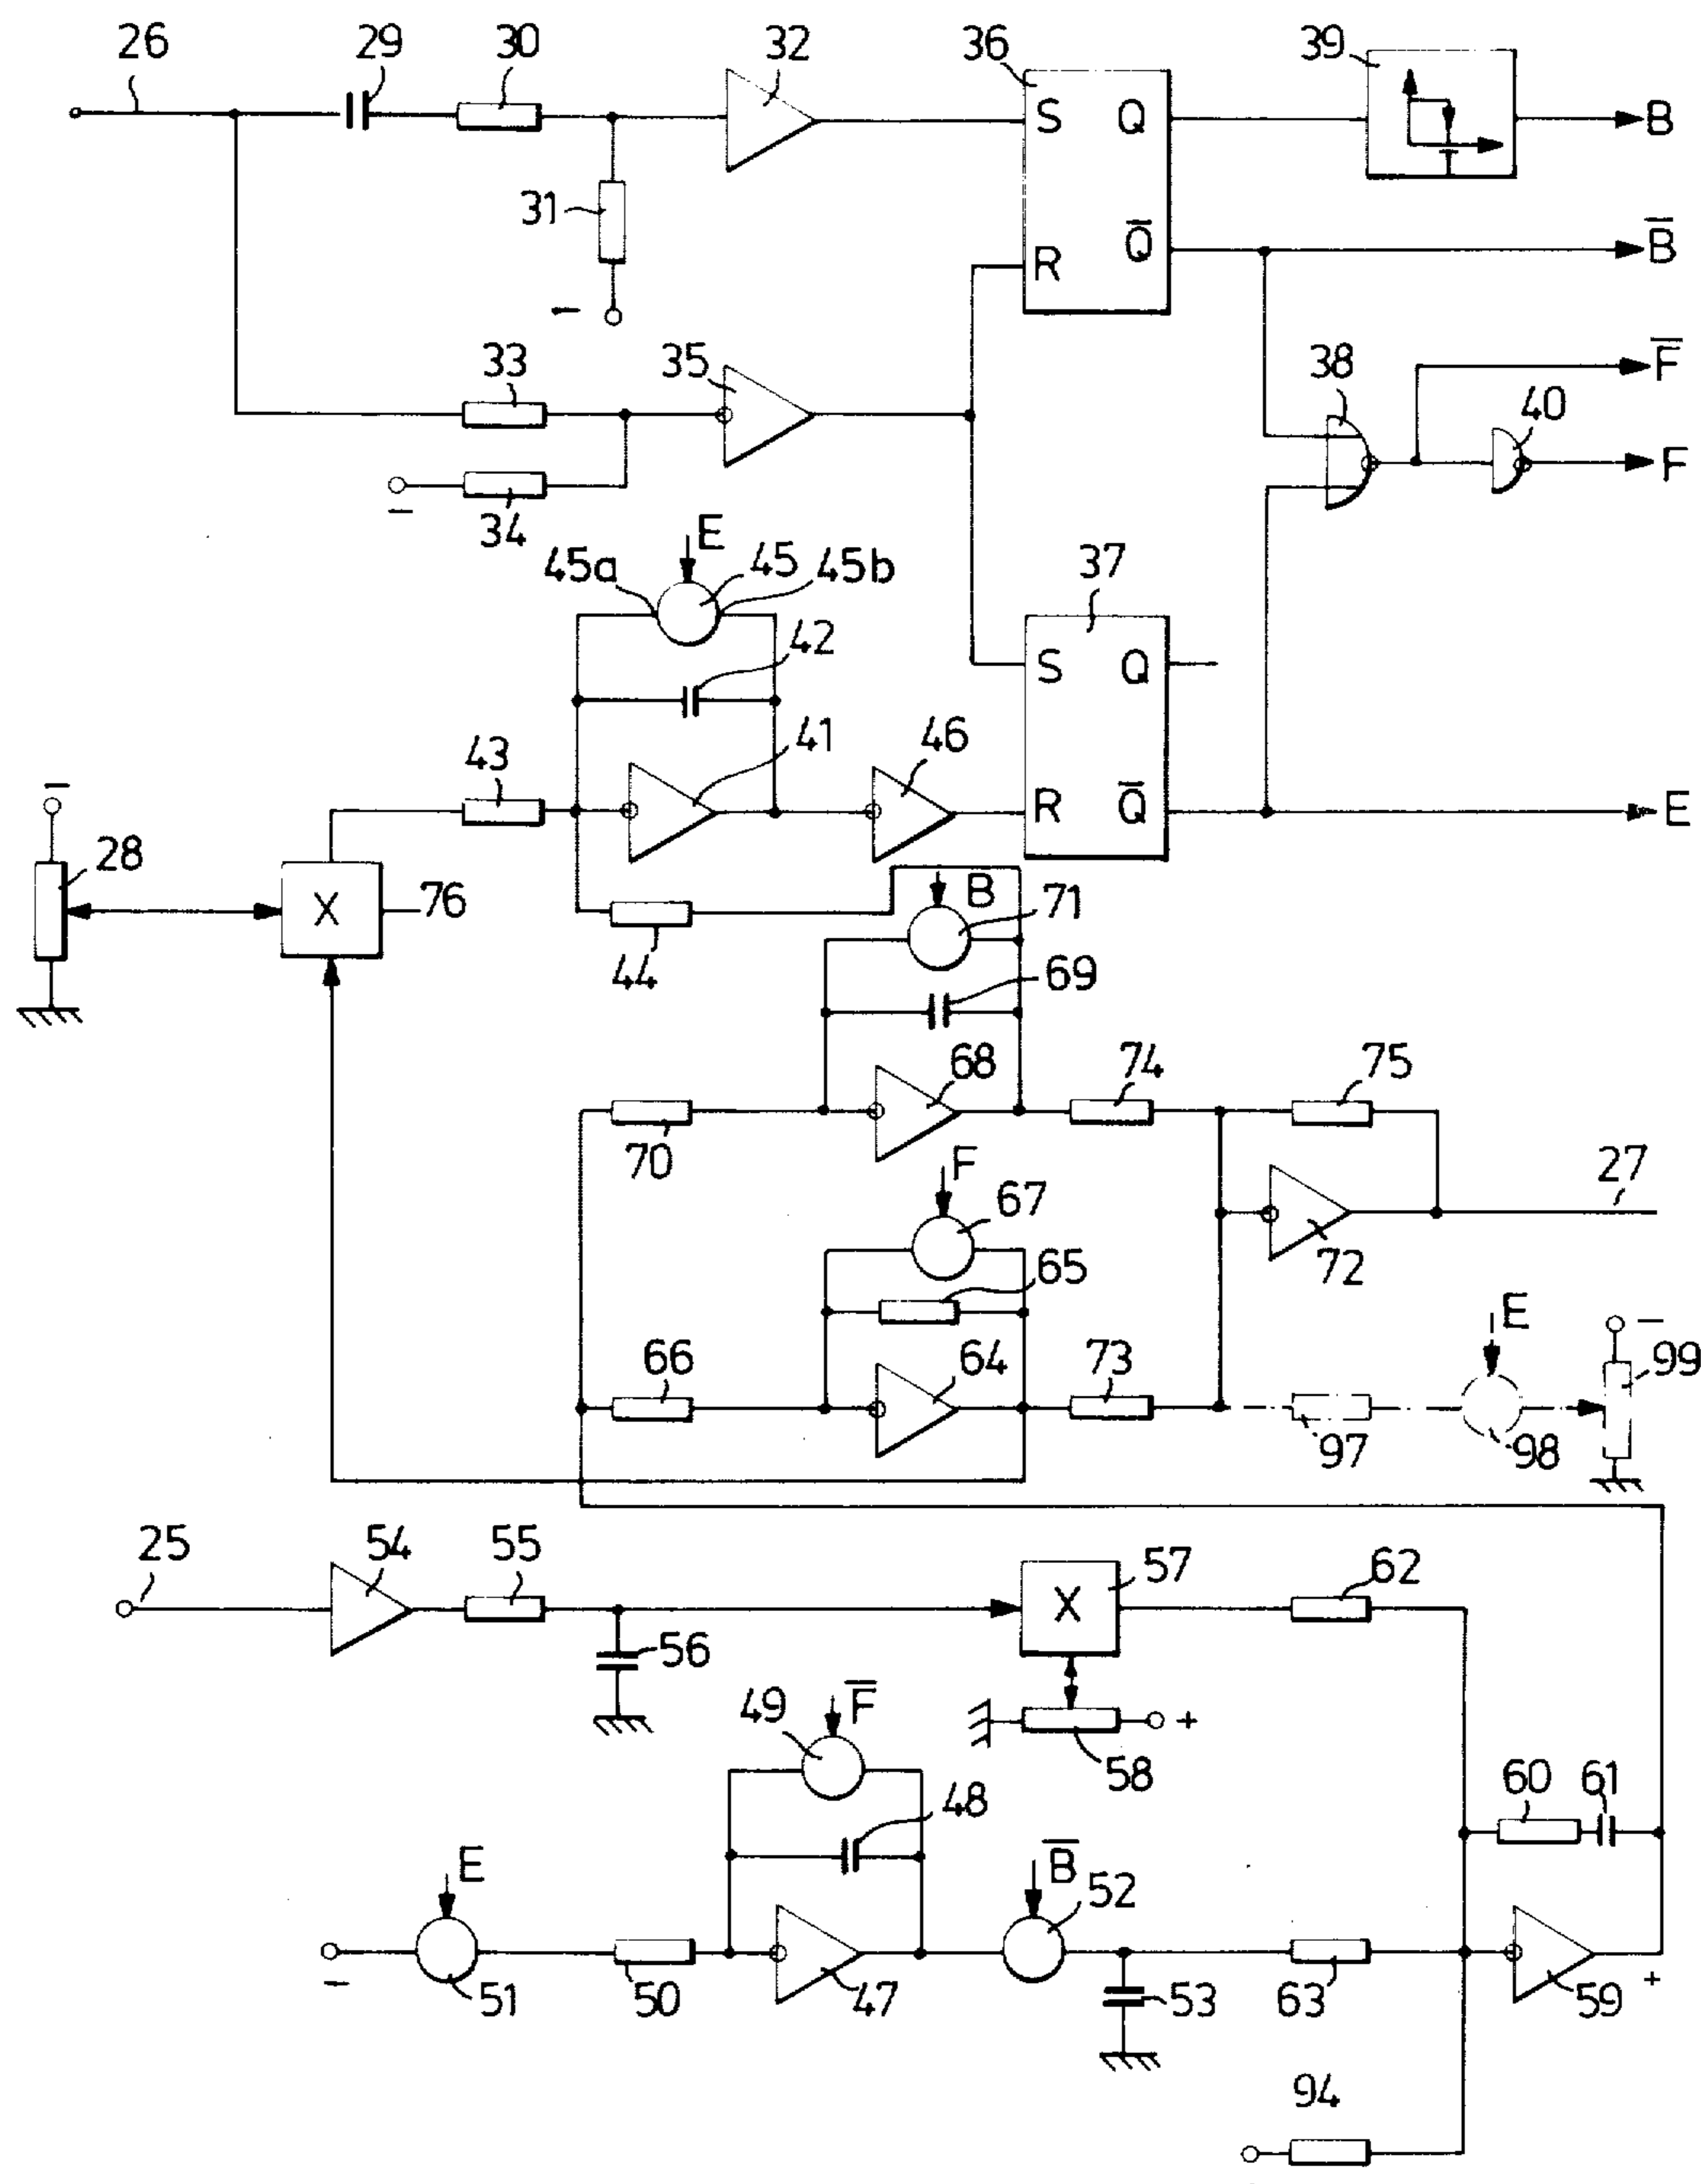 26 29 30 32 36 39
S Q B
31 Q̅ B̅
R
−
33 35 38 F̅
40
F
− 34
E 37
45a 45 45b
42 S Q
43 41 46
− R Q̅ E
28 X 76 B 71
44 69
68 74 75
70 F 27
67
65 72
E −
66 64 73 99
97 98
25 54 55 57 62
X
56
49 F̅ + 58
60 61
48
E B̅ 52
− 51 50 47 53 63 59 +
94